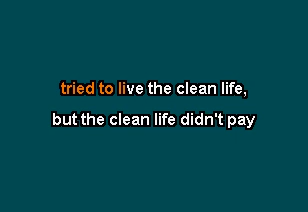 tried to live the clean life,
but the clean life didn't pay